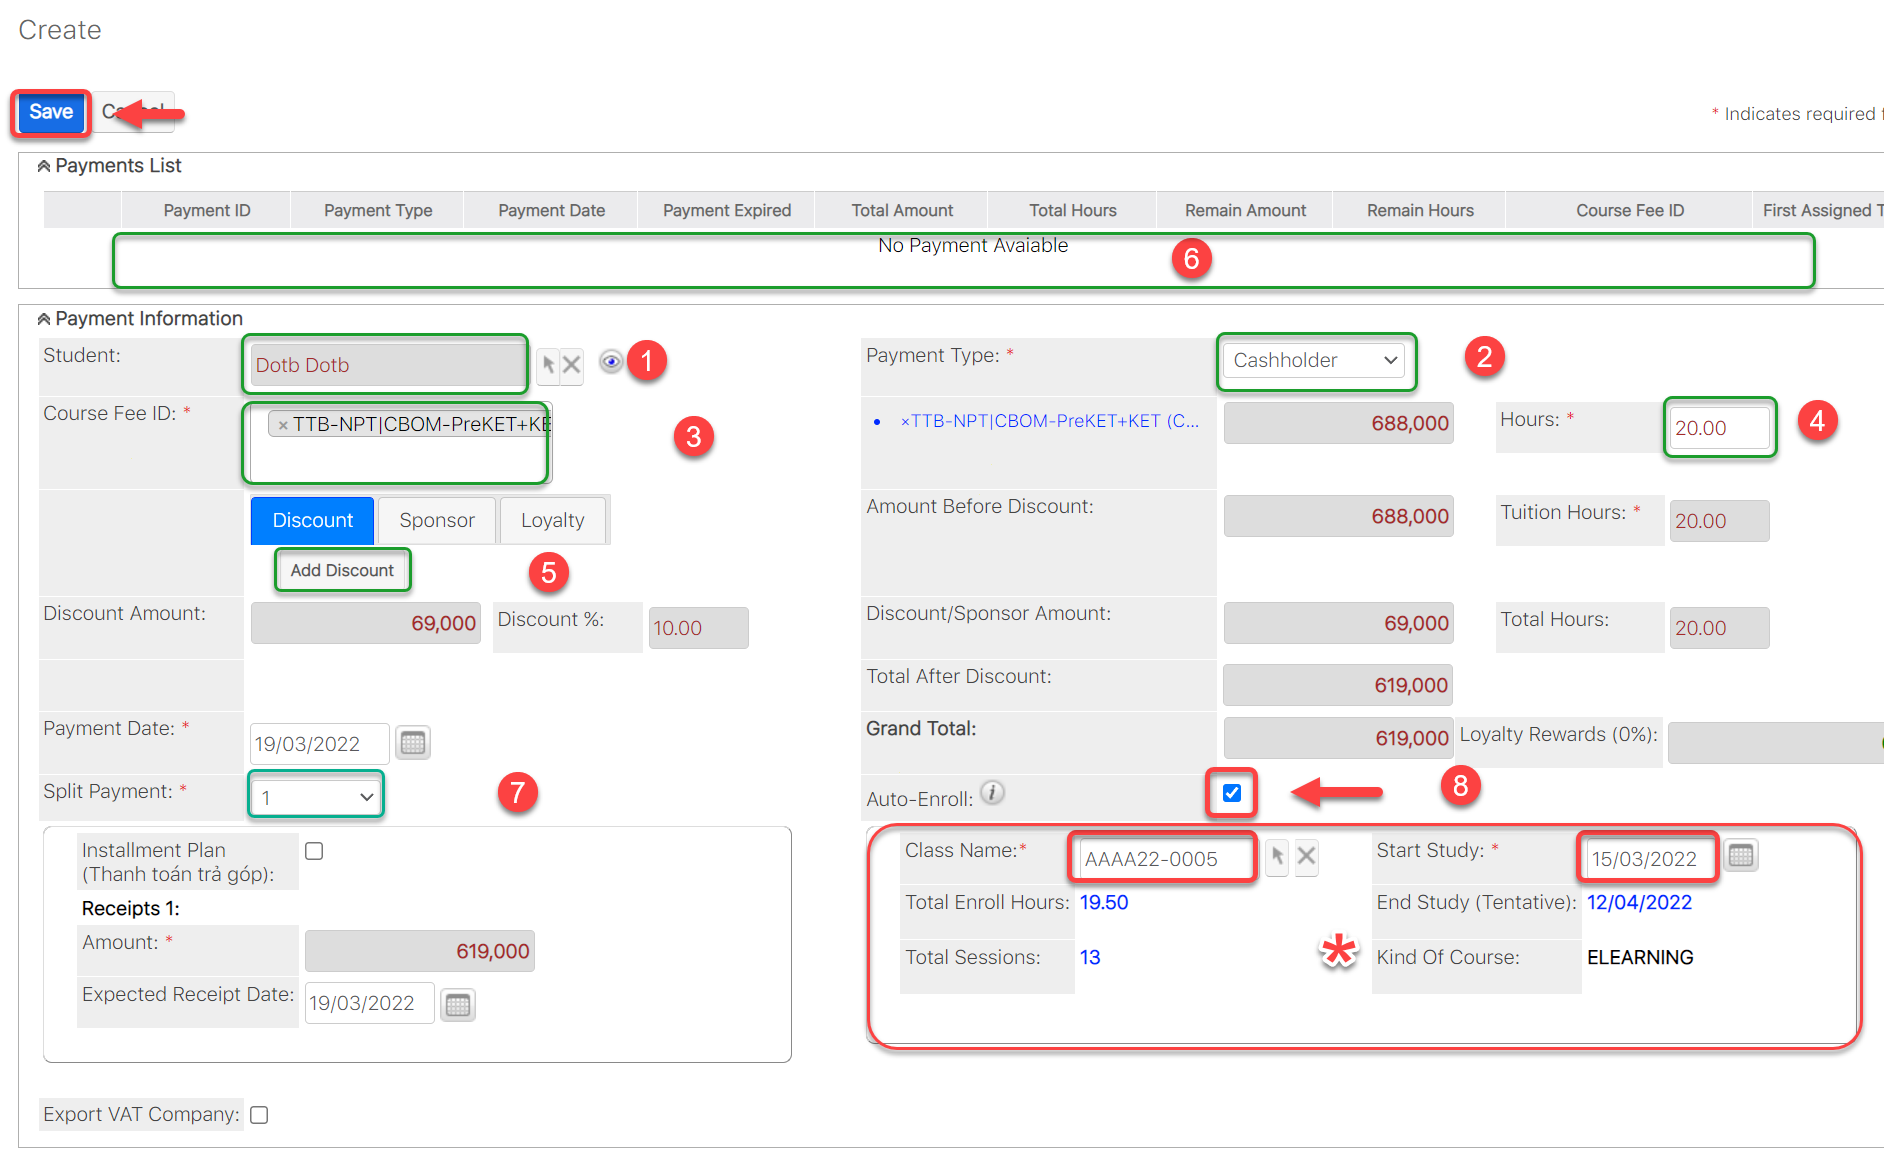 Create
Save
* Indicates required
Payments List
Payment ID Payment Type Payment Date Payment Expired Total Amount Total Hours Remain Amount Remain Hours Course Fee ID First Assigned T
No Payment Avaiable
6
Payment Information
Student: Dotb Dotb 1 Payment Type: * Cashholder 2
Course Fee ID: * × TTB-NPT|CBOM-PreKET+KE 3 ×TTB-NPT|CBOM-PreKET+KET (C... 688,000 Hours: * 20.00 4
Discount Sponsor Loyalty Amount Before Discount: 688,000 Tuition Hours: * 20.00
Add Discount 5
Discount Amount: 69,000 Discount %: 10.00 Discount/Sponsor Amount: 69,000 Total Hours: 20.00
Total After Discount: 619,000
Payment Date: * 19/03/2022 Grand Total: 619,000 Loyalty Rewards (0%):
Split Payment: * 1 7 Auto-Enroll: i 8
Installment Plan
(Thanh toán trả góp):
Receipts 1:
Amount: * 619,000
Expected Receipt Date: 19/03/2022
Class Name:* AAAA22-0005 Start Study: * 15/03/2022
Total Enroll Hours: 19.50 End Study (Tentative): 12/04/2022
Total Sessions: 13 * Kind Of Course: ELEARNING
Export VAT Company: